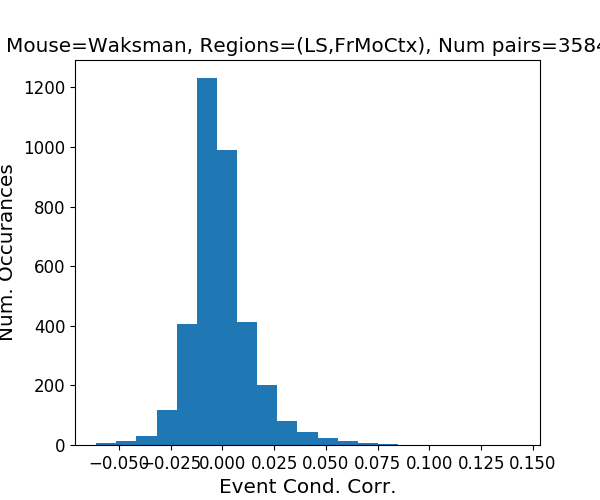 Mouse=Waksman, Regions=(LS,FrMoCtx), Num pairs=3584
1200
1000
800
600
400
200
0
Num. Occurances
−0.050 −0.025 0.000 0.025 0.050 0.075 0.100 0.125 0.150
Event Cond. Corr.